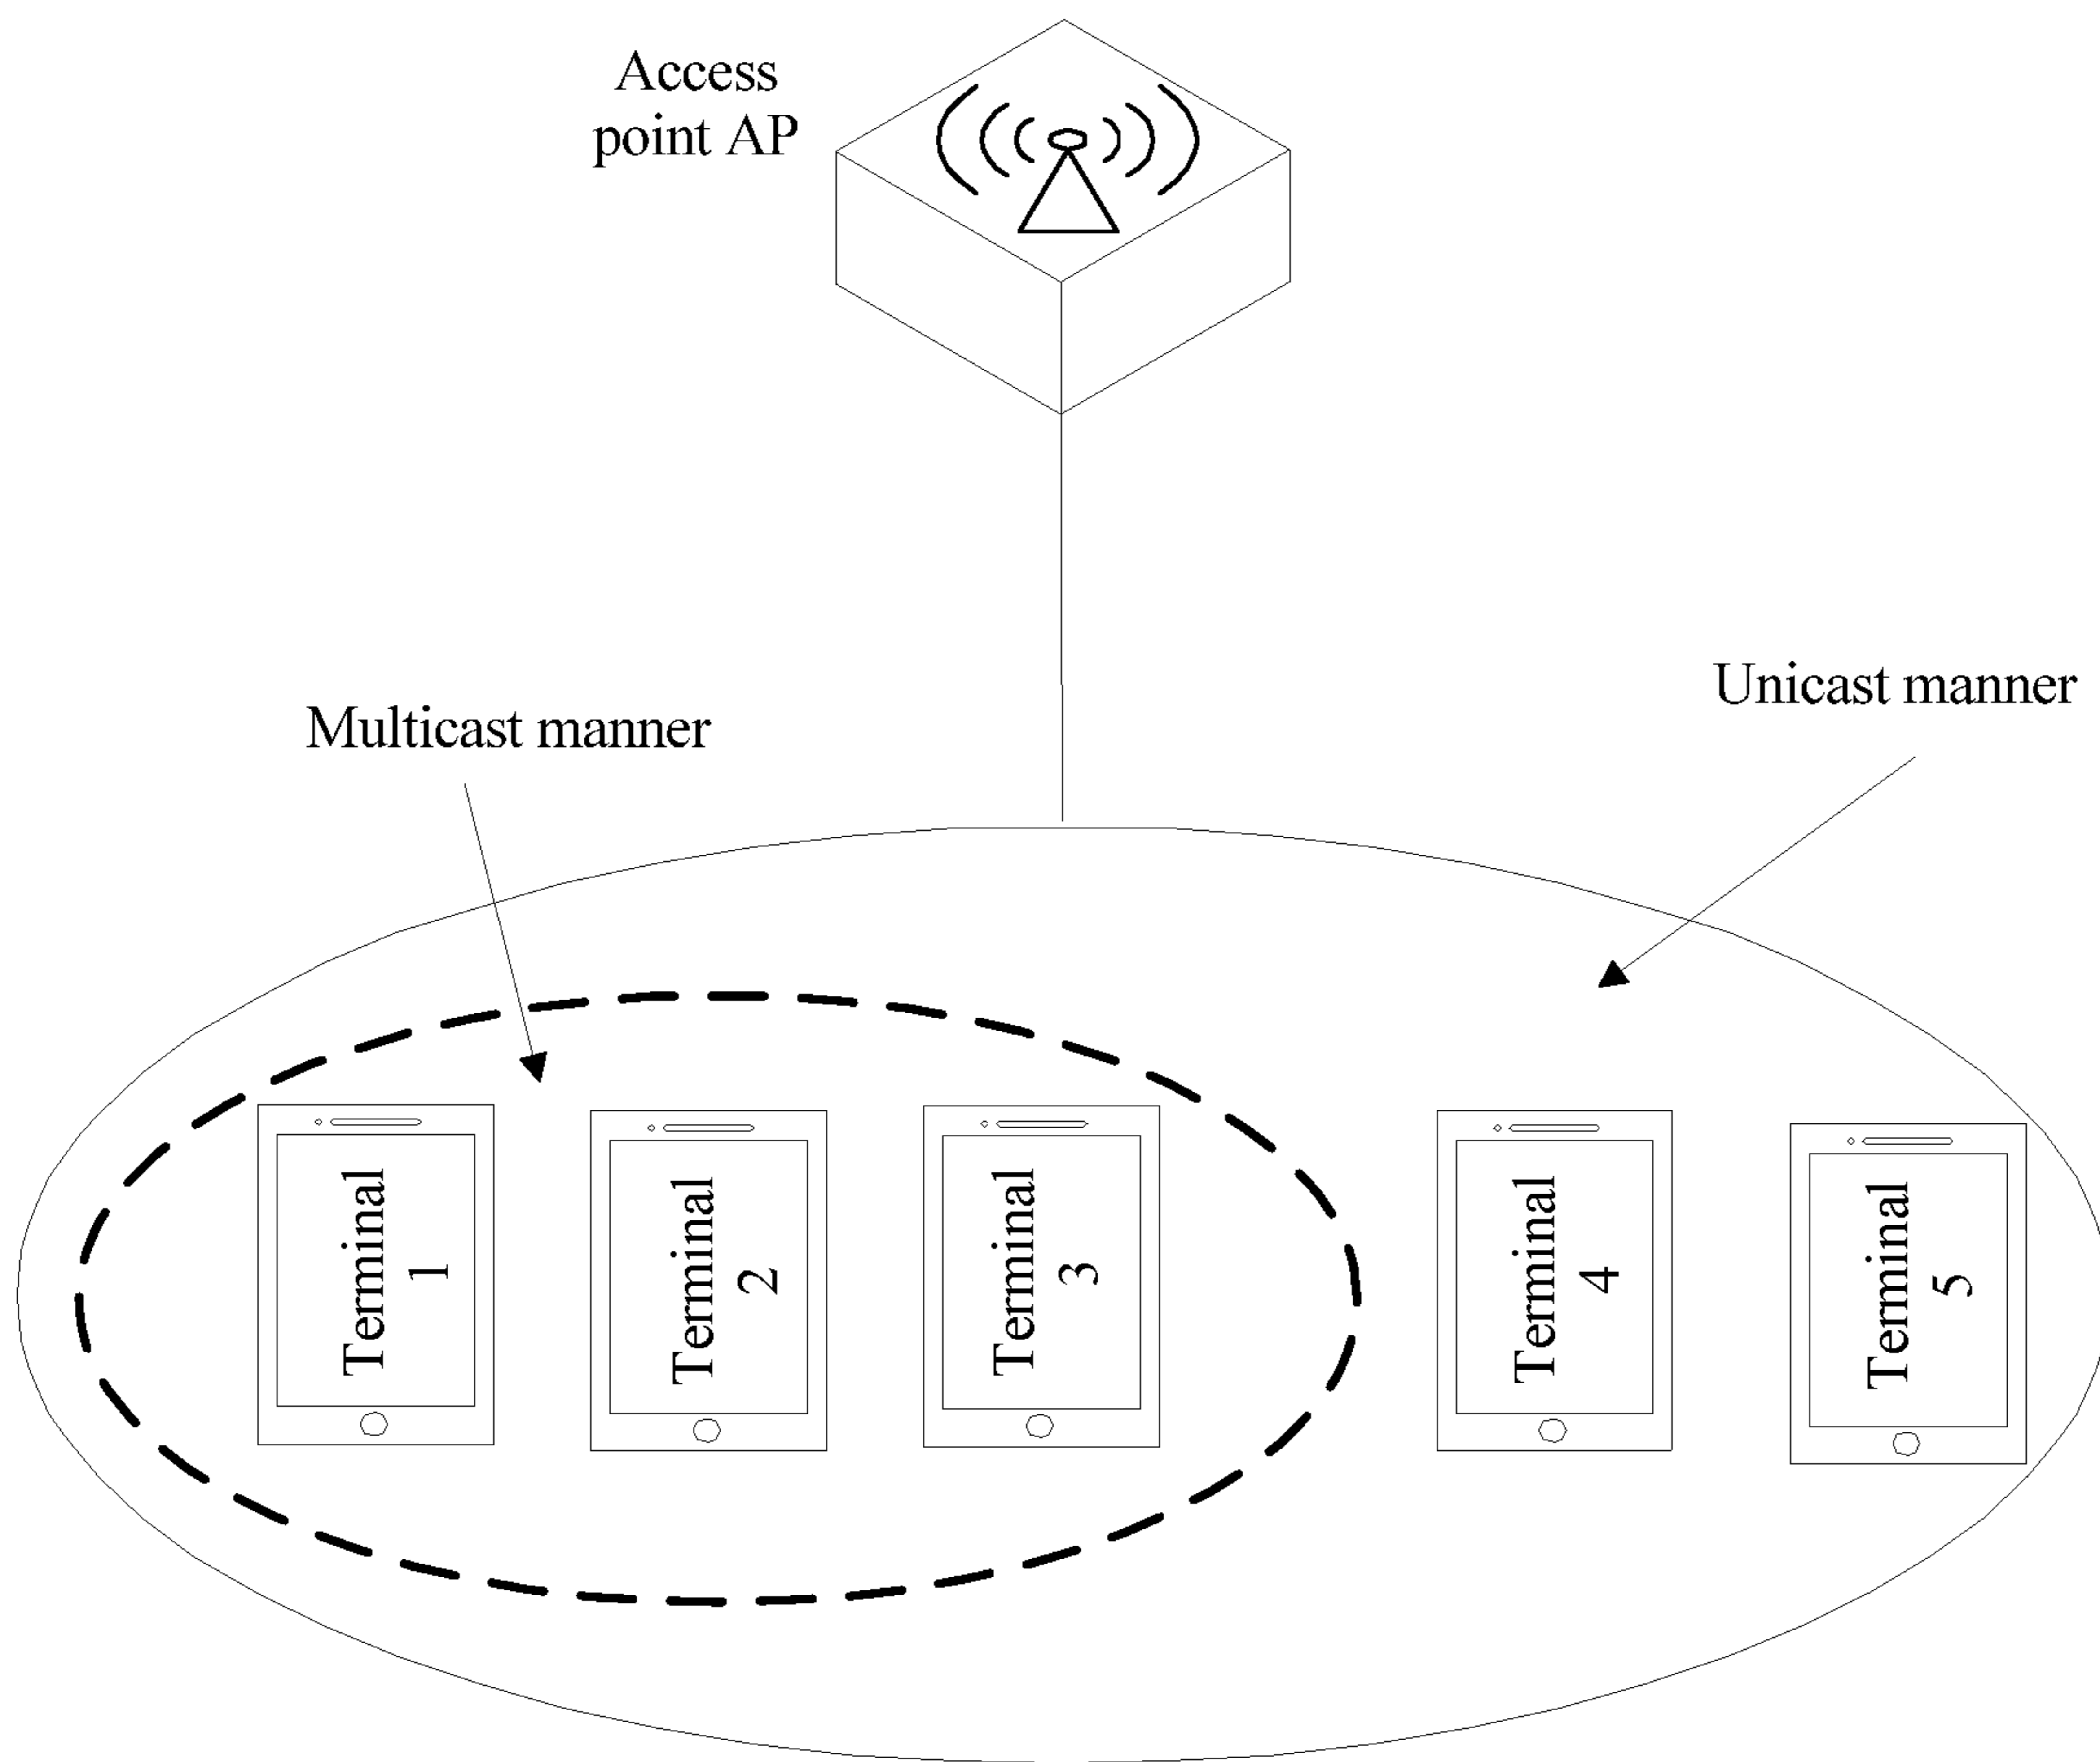 Access
point AP
Unicast manner
Multicast manner
Terminal
1
Terminal
2
Terminal
3
Terminal
4
Terminal
5